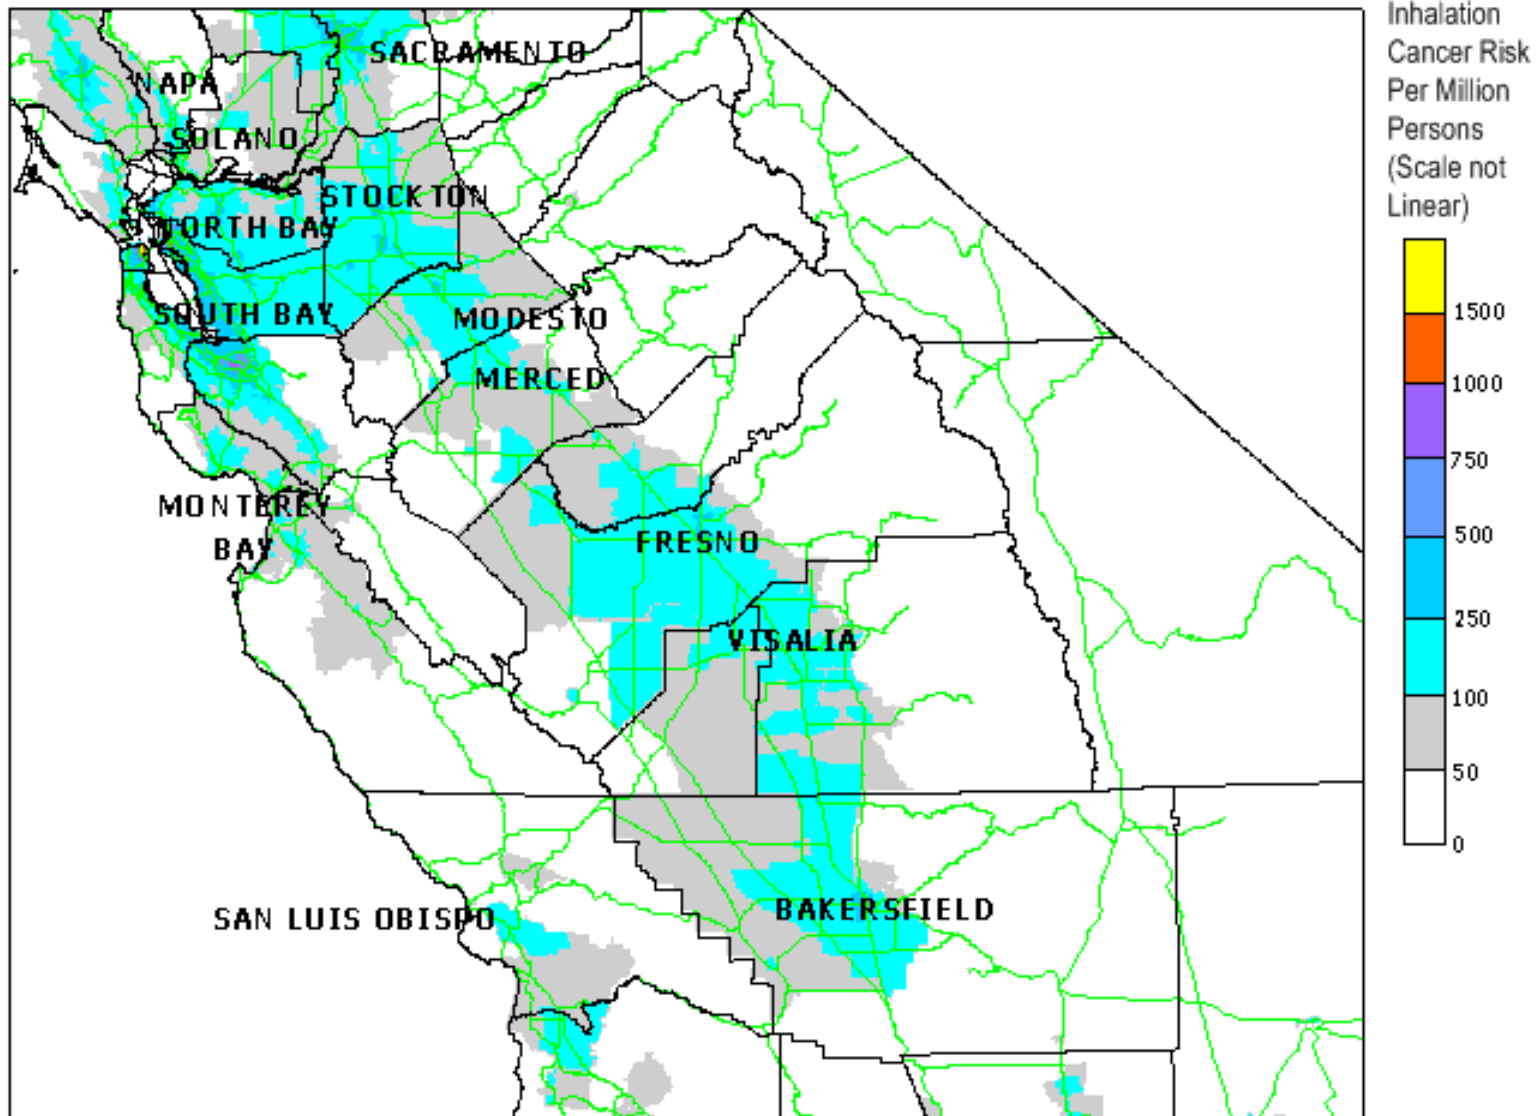 Inhalation
Cancer Risk
Per Million
Persons
(Scale not
Linear)
1500
1000
750
500
250
100
50
0
SACRAMENTO
NAPA
SOLANO
STOCKTON
NORTH BAY
SOUTH BAY
MODESTO
MERCED
MONTEREY
BAY
FRESNO
VISALIA
BAKERSFIELD
SAN LUIS OBISPO